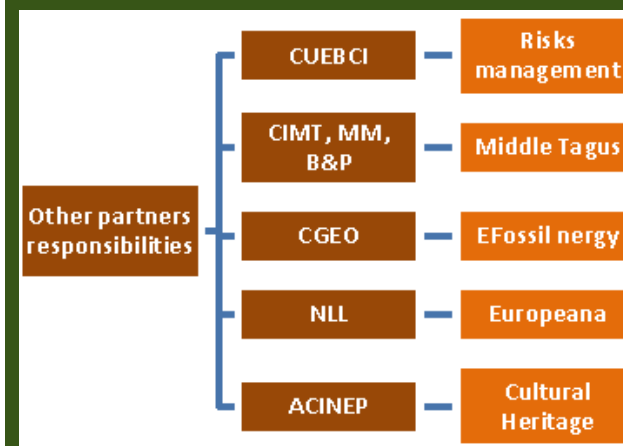 Other partners
responsibilities
CUEBCI
Risks
management
CIMT, MM,
B&P
Middle Tagus
CGEO
EFossil nergy
NLL
Europeana
ACINEP
Cultural
Heritage